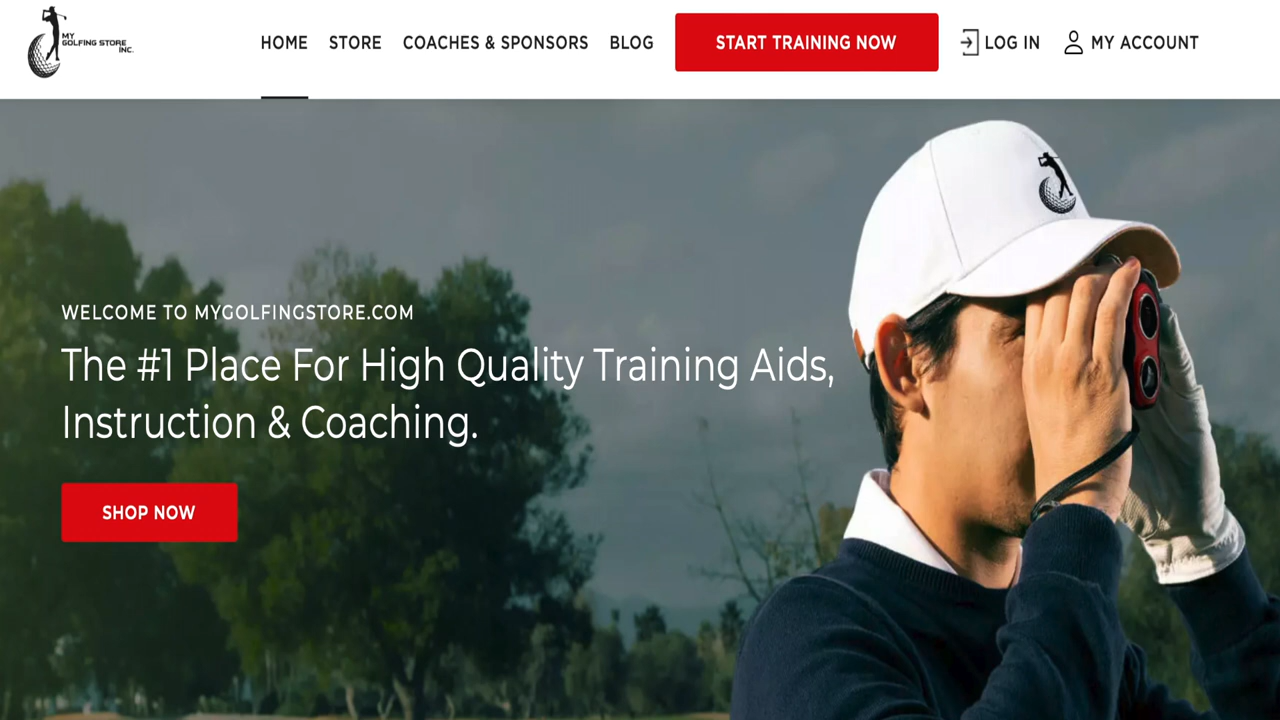 MY
GOLFING STORE
INC.
HOME
STORE
COACHES & SPONSORS
BLOG
START TRAINING NOW
LOG IN
MY ACCOUNT
WELCOME TO MYGOLFINGSTORE.COM
The #1 Place For High Quality Training Aids,
Instruction & Coaching.
SHOP NOW